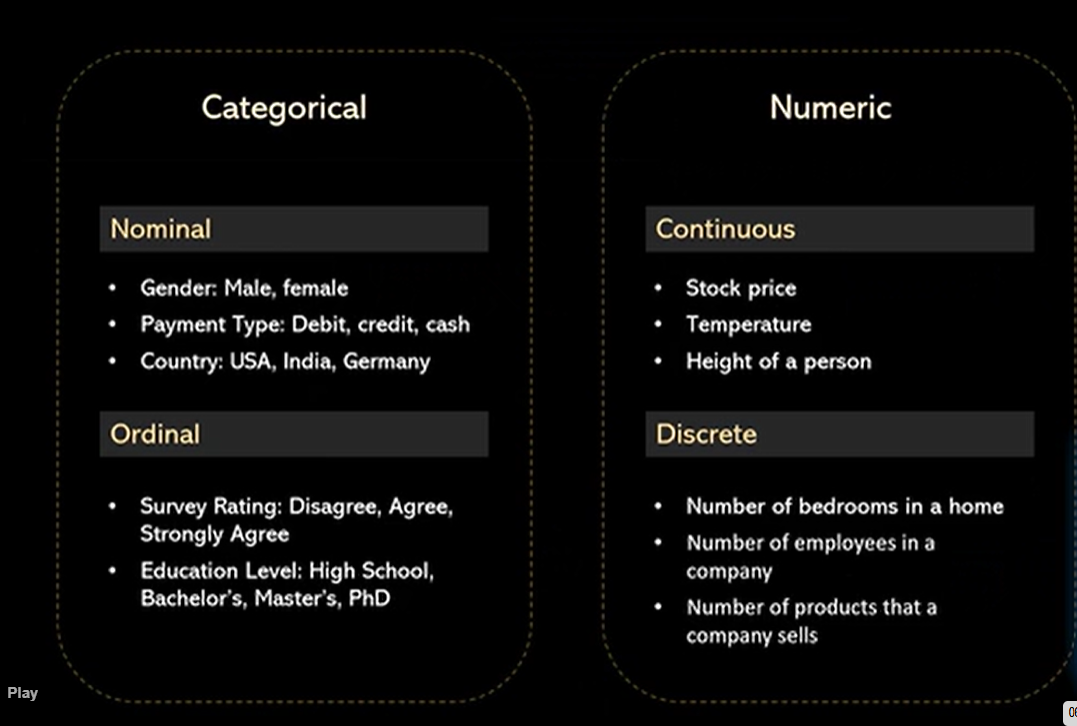 Categorical
Nominal
• Gender: Male, female
• Payment Type: Debit, credit, cash
• Country: USA, India, Germany
Ordinal
• Survey Rating: Disagree, Agree,
Strongly Agree
• Education Level: High School,
Bachelor's, Master's, PhD
Numeric
Continuous
• Stock price
• Temperature
• Height of a person
Discrete
• Number of bedrooms in a home
• Number of employees in a
company
• Number of products that a
company sells
Play